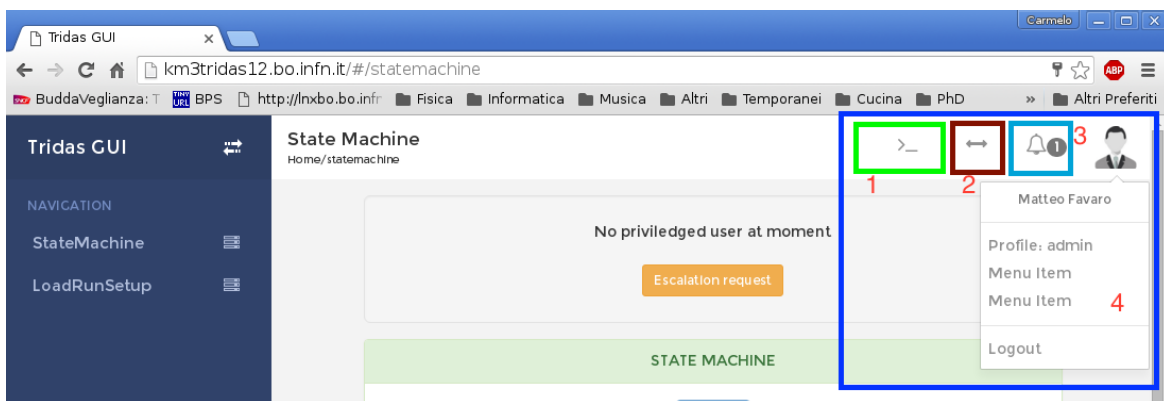 Carmelo
Tridas GUI
km3tridas12.bo.infn.it/#/statemachine
ABP
BuddaVeglianza: T TINY URL BPS http://lnxbo.bo.infr Fisica Informatica Musica Altri Temporanei Cucina PhD » Altri Preferiti
Tridas GUI
State Machine
Home/statemachine
>_
1
3
1
2
NAVIGATION
StateMachine
LoadRunSetup
No priviledged user at moment
Escalation request
STATE MACHINE
Matteo Favaro
Profile: admin
Menu Item
Menu Item
4
Logout